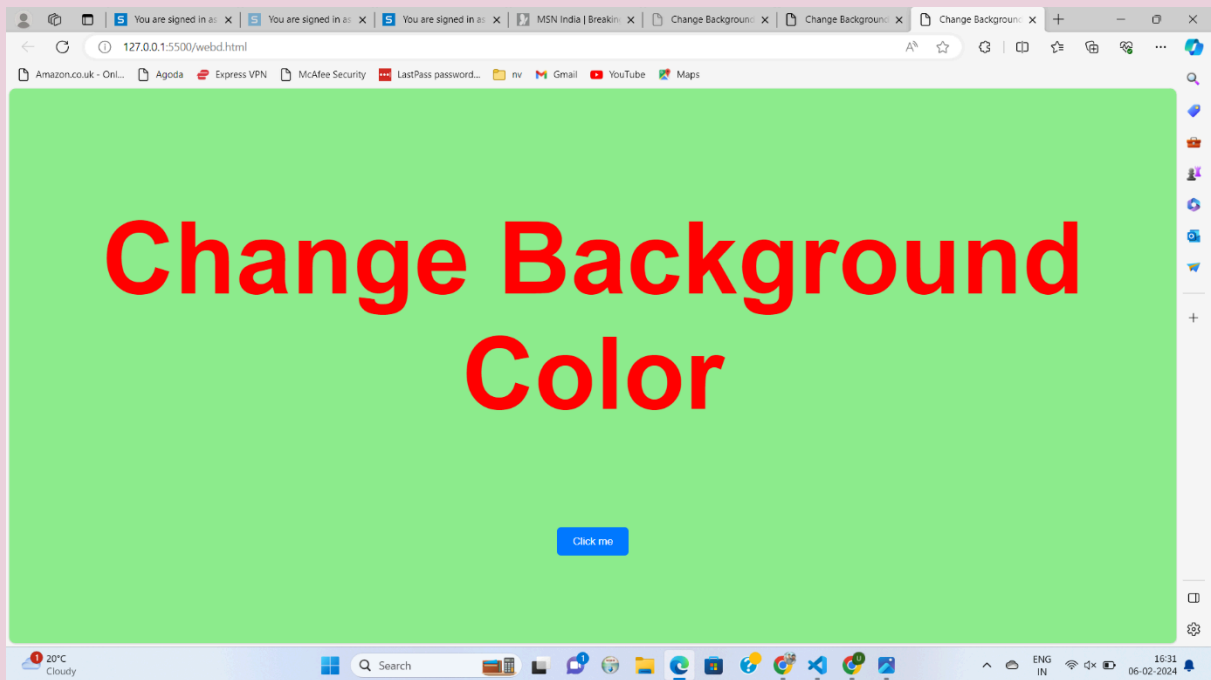 You are signed in as
You are signed in as
You are signed in as
MSN India | Breakin
Change Background
Change Background
Change Background
127.0.0.1:5500/webd.html
Amazon.co.uk - Onl...
Agoda
Express VPN
McAfee Security
LastPass password...
nv
Gmail
YouTube
Maps
Change Background
Color
Click me
1
20°C
Cloudy
Search
1
ENG
IN
16:31
06-02-2024